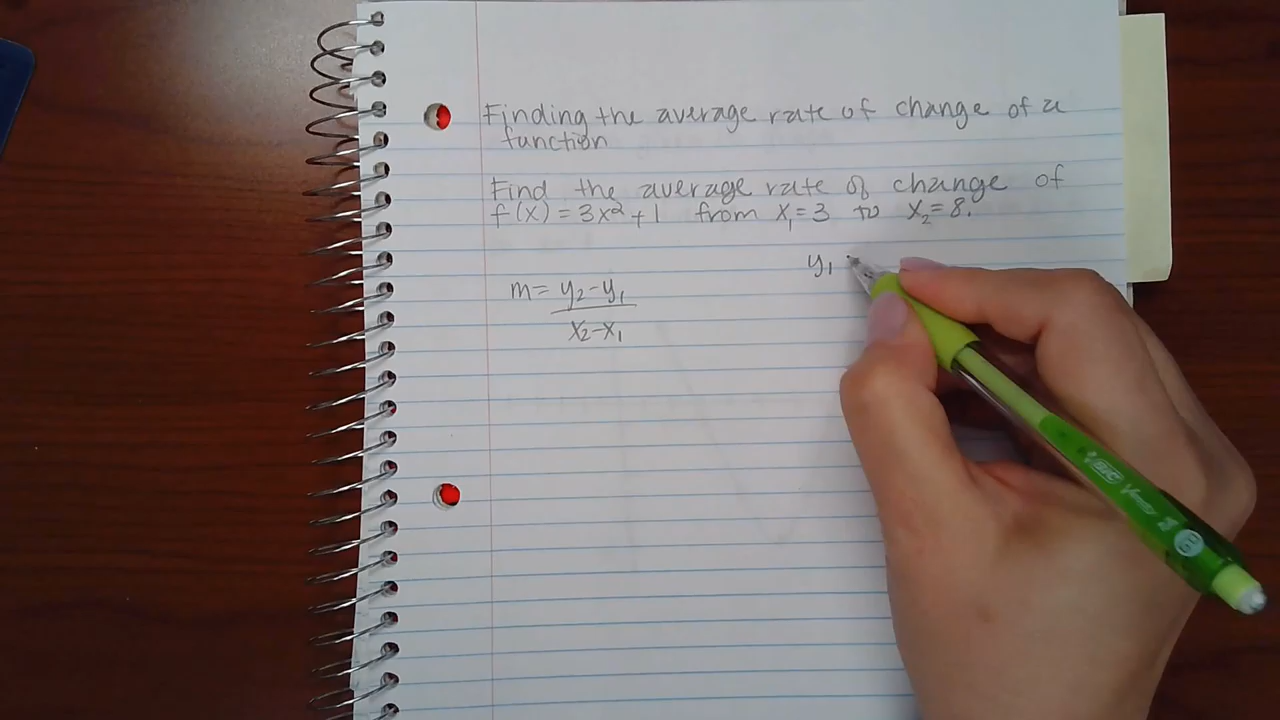 Finding the average rate of change of a
function
Find the average rate of change of
f(x) = 3x²+1 from x₁=3 to x₂=8.
y₁
m= y₂-y₁
x₂-x₁
BIC